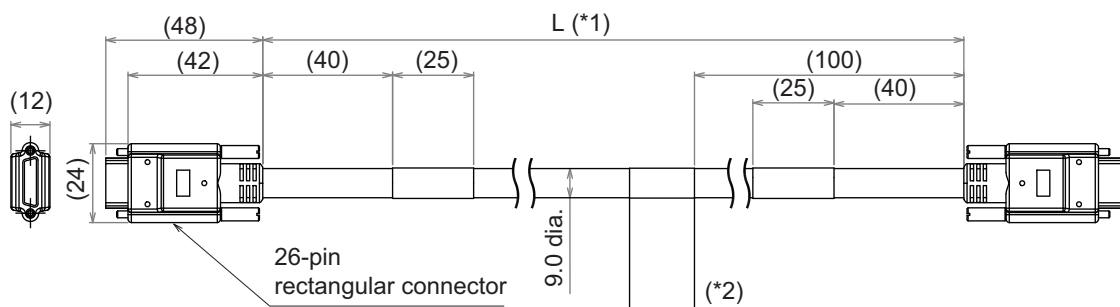 (48)
L (*1)
(42)
(40)
(25)
(100)
(25)
(40)
(12)
(24)
9.0 dia.
26-pin
rectangular connector
(*2)